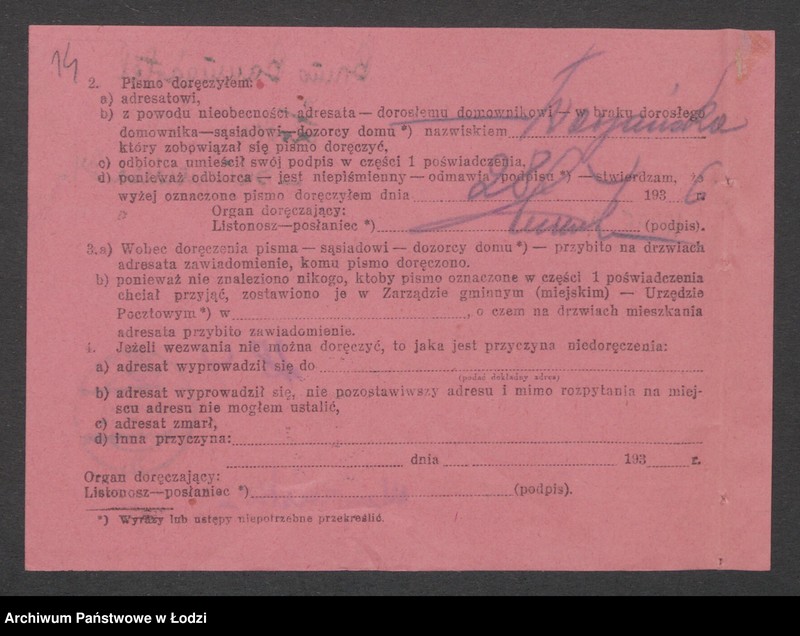 14
2. Pismo doręczyłem:
a) adresatowi,
b) z powodu nieobecności adresata — dorosłemu domownikowi — w braku dorosłego
domownika—sąsiadowi—dozorcy domu *) nazwiskiem
który zobowiązał się pismo doręczyć,
c) odbiorca umieścił swój podpis w części 1 poświadczenia,
d) ponieważ odbiorca — jest niepiśmienny — odmawia podpisu *) — stwierdzam, że
wyżej oznaczone pismo doręczyłem dnia 193 6 r.
Organ doręczający:
Listonosz—posłaniec *) (podpis).
3. a) Wobec doręczenia pisma — sąsiadowi — dozorcy domu *) — przybito na drzwiach
adresata zawiadomienie, komu pismo doręczono.
b) ponieważ nie znaleziono nikogo, ktoby pismo oznaczone w części 1 poświadczenia
chciał przyjąć, zostawiono je w Zarządzie gminnym (miejskim) — Urzędzie
Pocztowym *) w , o czem na drzwiach mieszkania
adresata przybito zawiadomienie.
4. Jeżeli wezwania nie można doręczyć, to jaka jest przyczyna niedoręczenia:
a) adresat wyprowadził się do
(podać dokładny adres)
b) adresat wyprowadził się, nie pozostawiwszy adresu i mimo rozpytania na miej-
scu adresu nie mogłem ustalić,
c) adresat zmarł,
d) inna przyczyna:
dnia 193 r.
Organ doręczający:
Listonosz—posłaniec *) (podpis).
*) Wyrazy lub ustępy niepotrzebne przekreślić.
Archiwum Państwowe w Łodzi